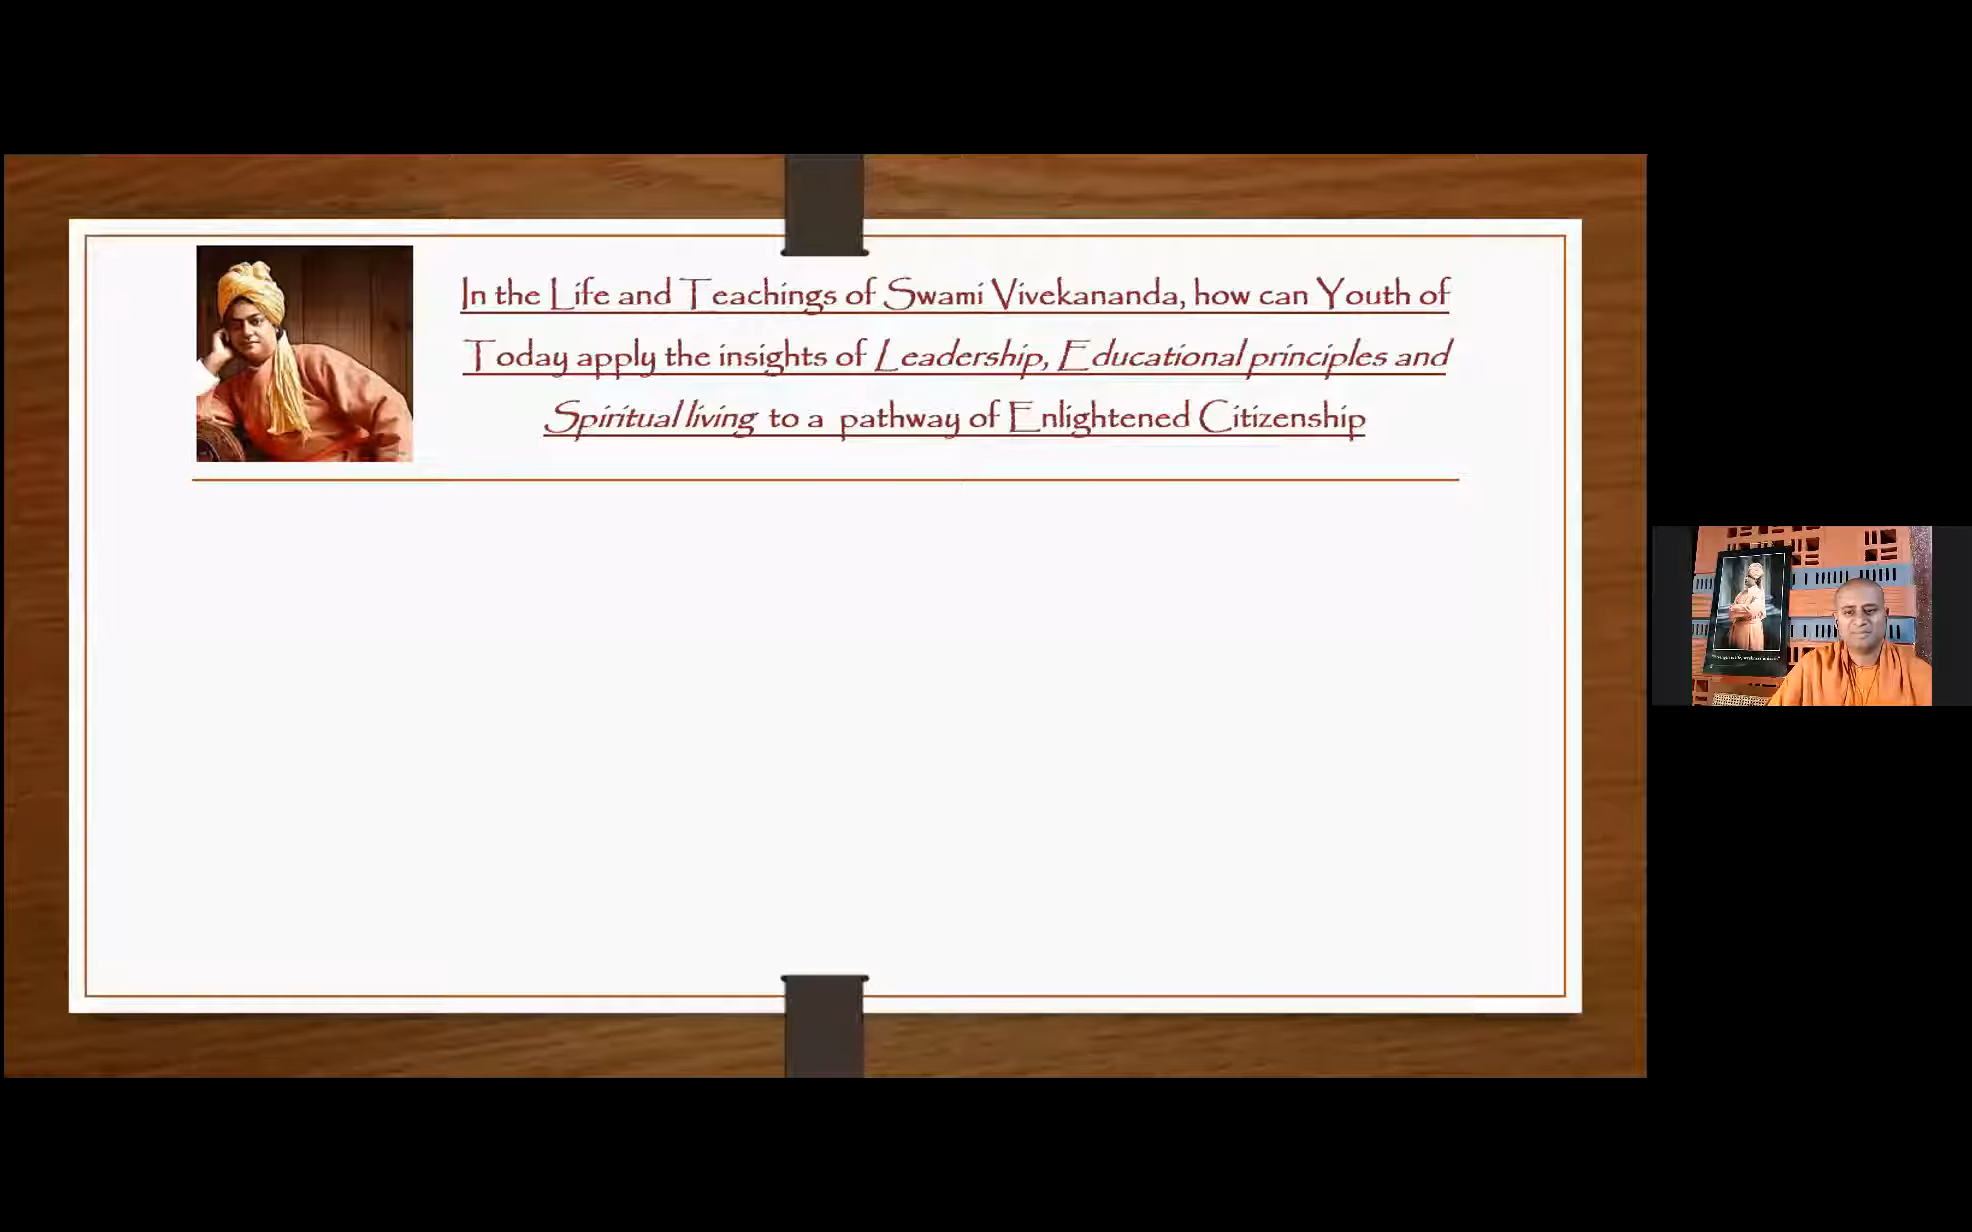 In the Life and Teachings of Swami Vivekananda, how can Youth of
Today apply the insights of Leadership, Educational principles and
Spiritual living to a pathway of Enlightened Citizenship